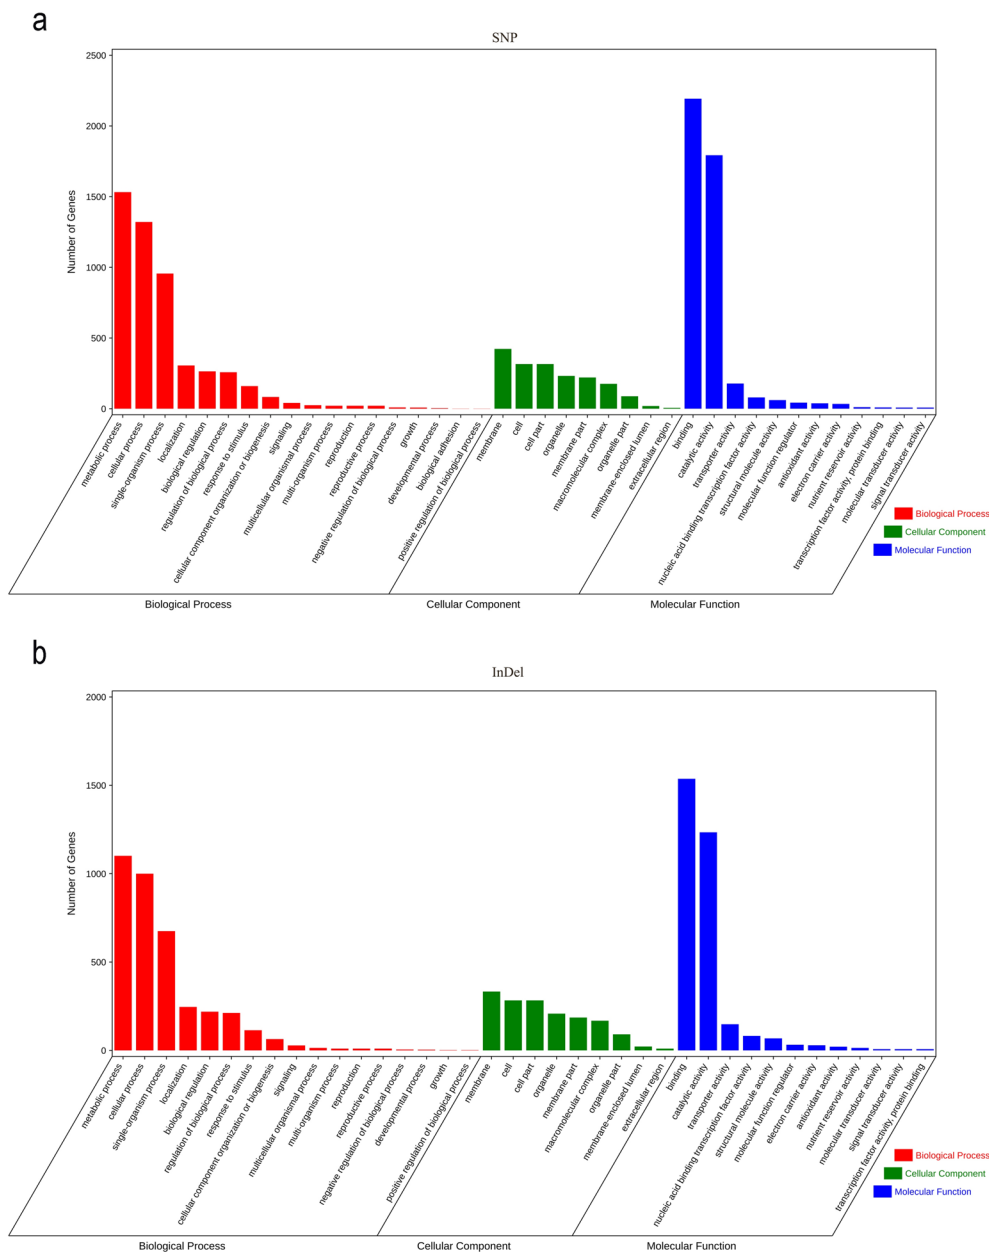 a
SNP
Number of Genes
2500
2000
1500
1000
500
0
metabolic process
cellular process
single-organism process
localization
biological regulation
regulation of biological process
response to stimulus
cellular component organization or biogenesis
signaling
multicellular organismal process
multi-organism process
reproduction
reproductive process
negative regulation of biological process
growth
developmental process
biological adhesion
positive regulation of biological process
membrane
cell
cell part
organelle
membrane part
macromolecular complex
organelle part
membrane-enclosed lumen
extracellular region
binding
catalytic activity
transporter activity
nucleic acid binding transcription factor activity
structural molecule activity
molecular function regulator
antioxidant activity
electron carrier activity
nutrient reservoir activity
transcription factor activity, protein binding
molecular transducer activity
signal transducer activity
Biological Process
Cellular Component
Molecular Function
Biological Process
Cellular Component
Molecular Function
b
InDel
Number of Genes
2000
1500
1000
500
0
metabolic process
cellular process
single-organism process
localization
biological regulation
regulation of biological process
response to stimulus
cellular component organization or biogenesis
signaling
multicellular organismal process
multi-organism process
reproduction
reproductive process
negative regulation of biological process
developmental process
growth
positive regulation of biological process
membrane
cell
cell part
organelle
membrane part
macromolecular complex
organelle part
membrane-enclosed lumen
extracellular region
binding
catalytic activity
transporter activity
nucleic acid binding transcription factor activity
structural molecule activity
molecular function regulator
electron carrier activity
antioxidant activity
nutrient reservoir activity
molecular transducer activity
signal transducer activity
transcription factor activity, protein binding
Biological Process
Cellular Component
Molecular Function
Biological Process
Cellular Component
Molecular Function